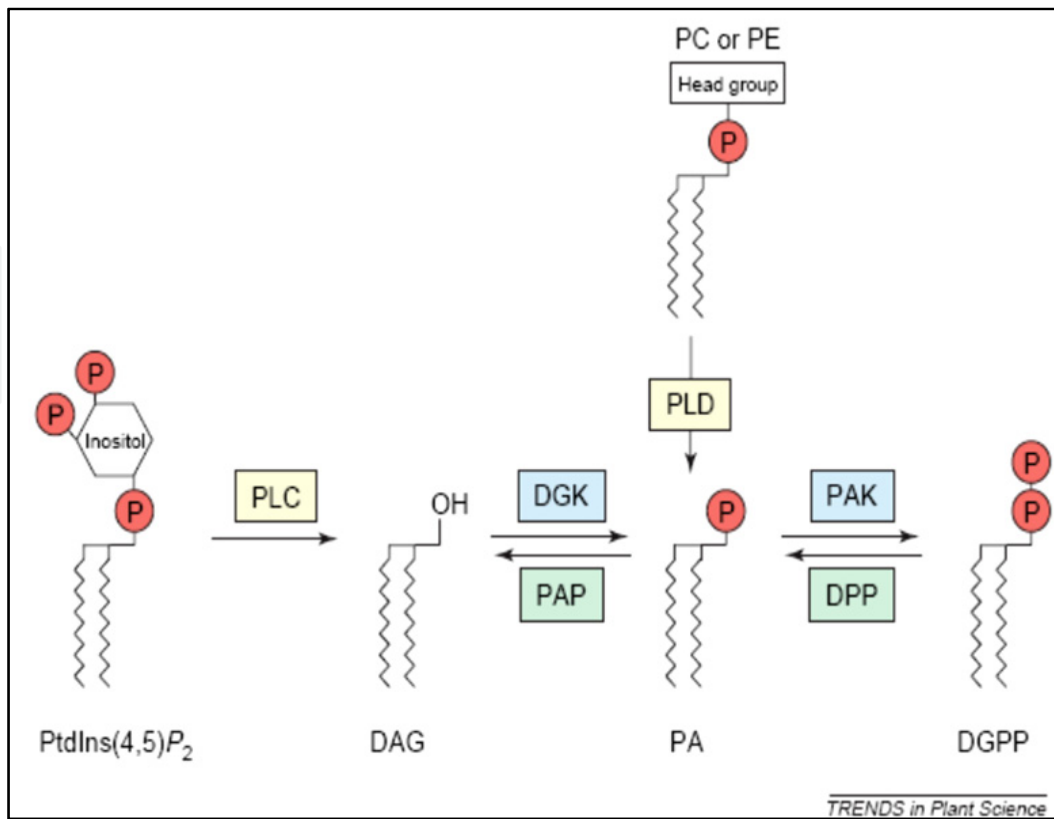 PC or PE
Head group
P
PLD
P
P
Inositol
P
PLC
OH
DGK
PAP
P
PAK
DPP
P
P
PtdIns(4,5)P₂
DAG
PA
DGPP
TRENDS in Plant Science